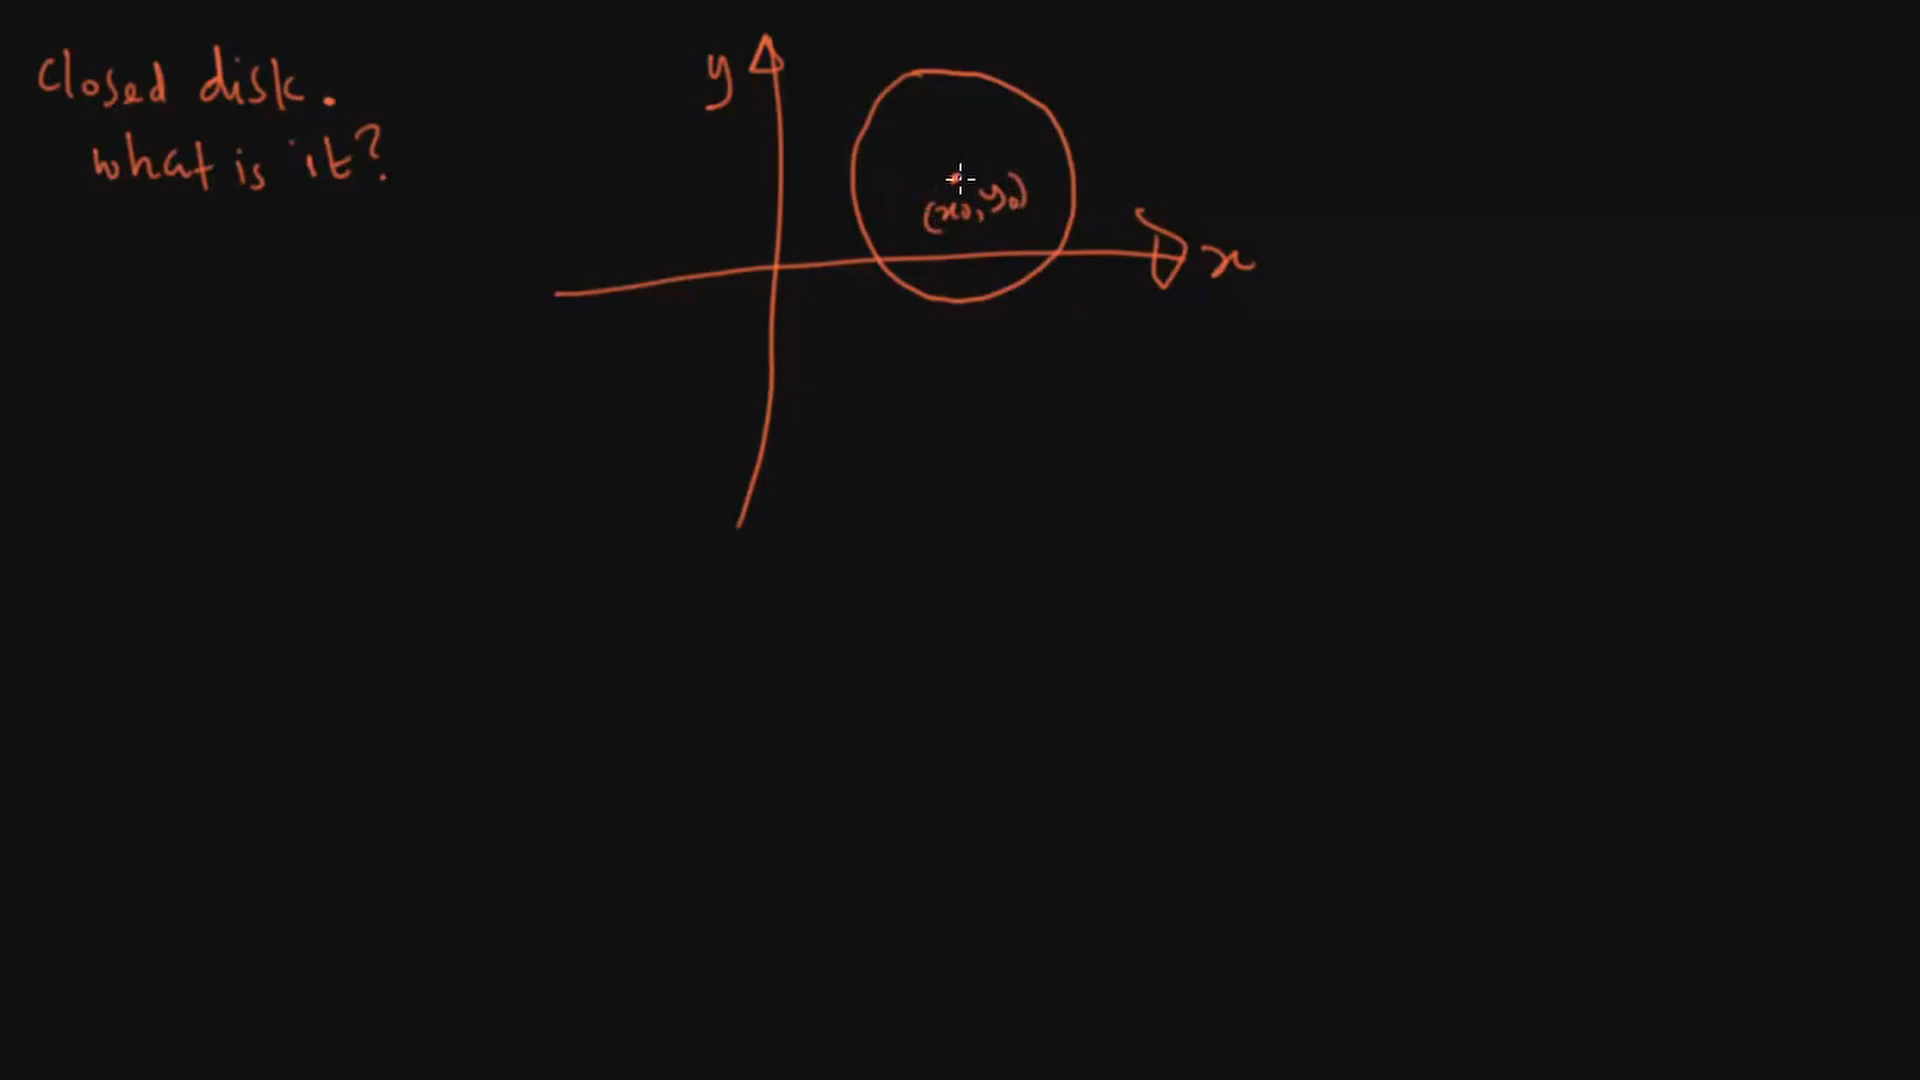 Closed disk.
what is it?
y
(x₀, y₀)
x